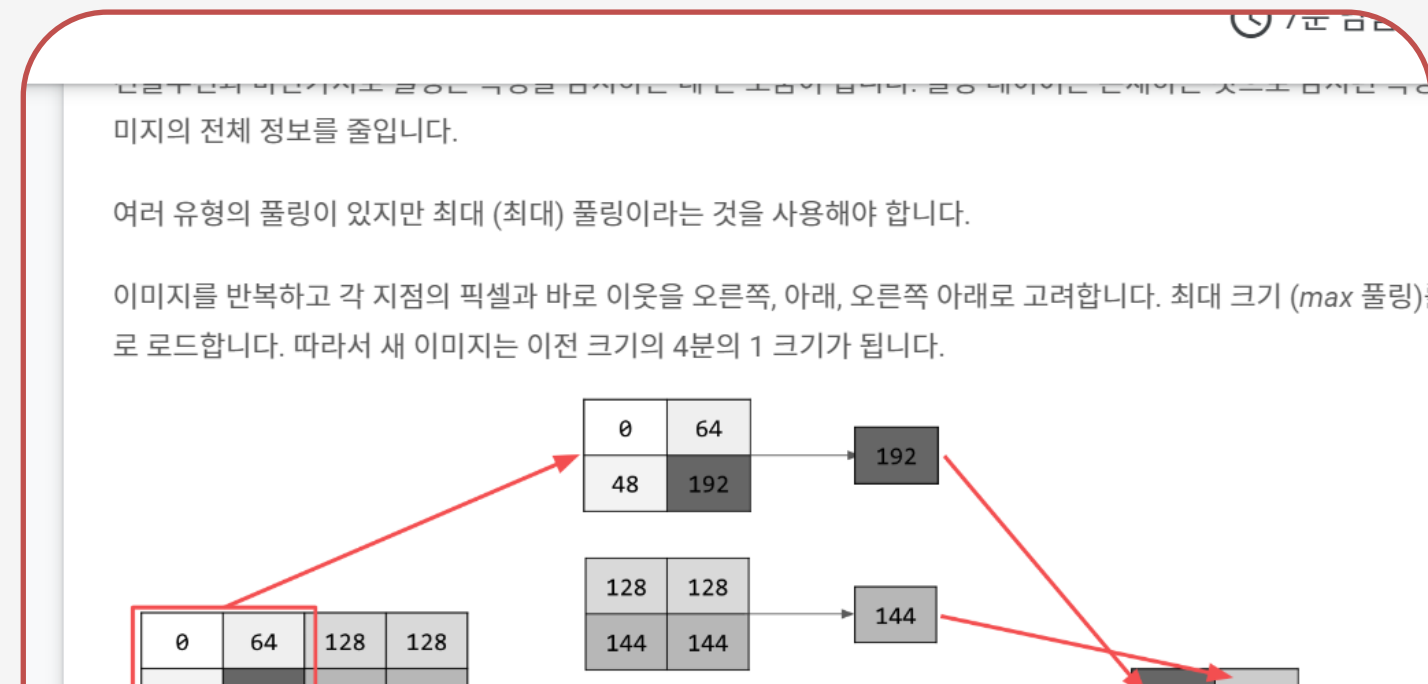 미지의 전체 정보를 줄입니다.
여러 유형의 풀링이 있지만 최대 (최대) 풀링이라는 것을 사용해야 합니다.
이미지를 반복하고 각 지점의 픽셀과 바로 이웃을 오른쪽, 아래, 오른쪽 아래로 고려합니다. 최대 크기 (max 풀링)
로 로드합니다. 따라서 새 이미지는 이전 크기의 4분의 1 크기가 됩니다.
0 64
192
48 192
128 128
144
144 144
0 64 128 128